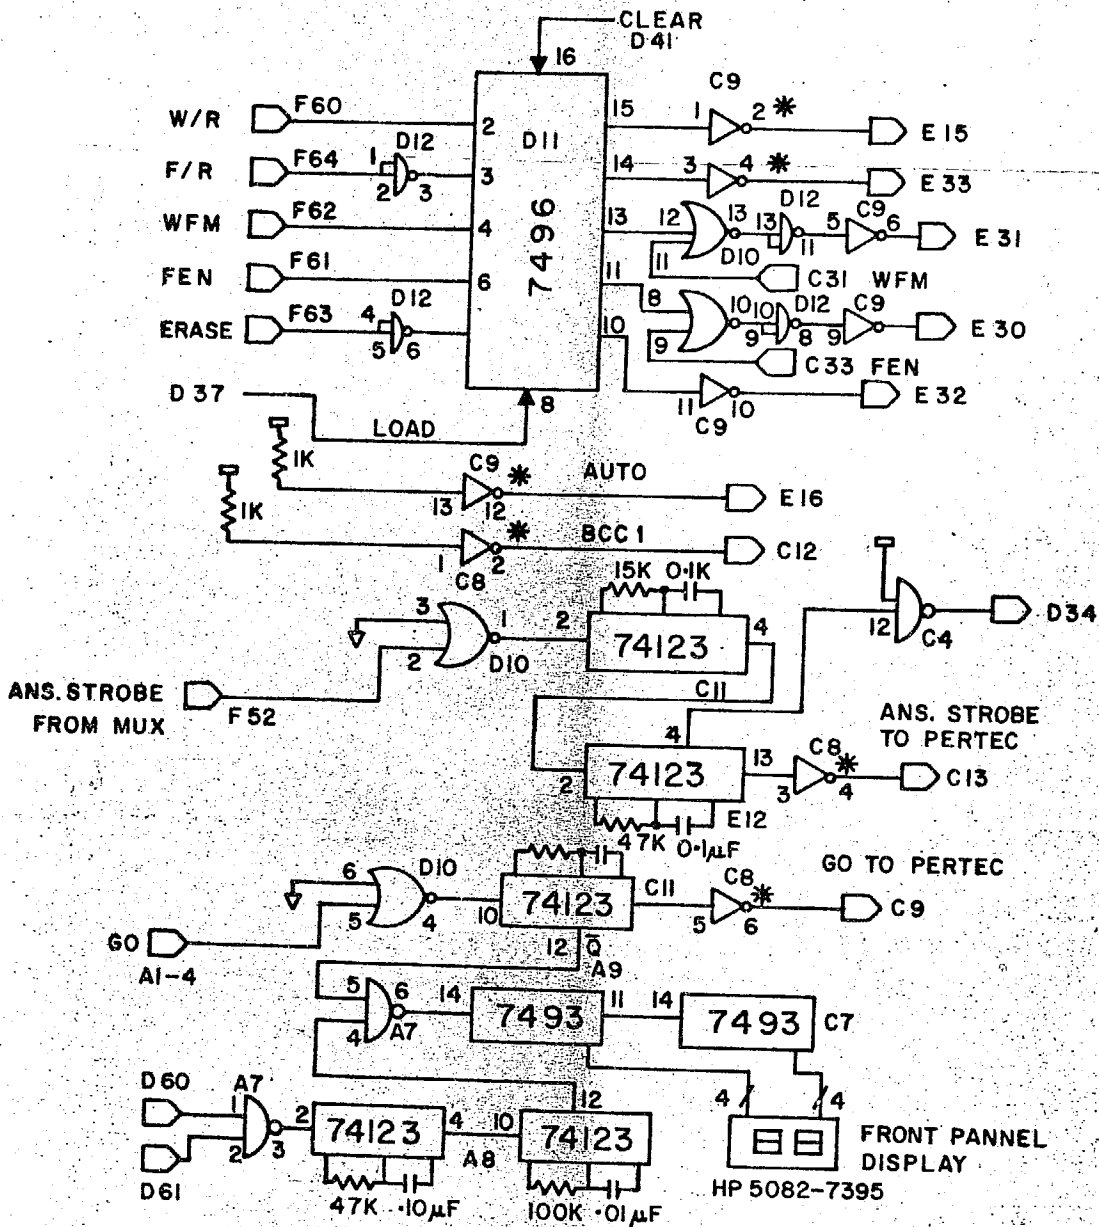 CLEAR
D41
16
C9
W/R F60 2 D11 15 1 2 * E15
D12
F/R F64 1 2 3 3 14 3 4 * E33
D12 C9
WFM F62 4 7496 13 12 11 13 D10 13 11 5 6 E31
C31 WFM
FEN F61 6 11 8 9 10 10 9 D12 8 9 C9 E30
D12
ERASE F63 4 5 6 10
C33 FEN
D37 LOAD 8 11 10 C9 E32
1K 13 C9 12 * AUTO E16
1K 1 C8 2 * BCC1 C12
15K 0.1K
3 2 1 D10 2 74123 4 12 C4 D34
C11
ANS. STROBE
FROM MUX
F52
ANS. STROBE
TO PERTEC
4
2 74123 13 3 C8 4 * C13
E12
47K 0.1µF
GO TO PERTEC
6 5 D10 4 10 74123 C11 5 C8 6 * C9
GO
A1-4
12 Q̅
A9
5 4 6 A7 14 7493 11 14 7493 C7
4 4
D60 A7 12
1 2 3 2 74123 4 10 74123
D61
A8
47K .10µF 100K .01µF
8 8
FRONT PANNEL
DISPLAY
HP 5082-7395